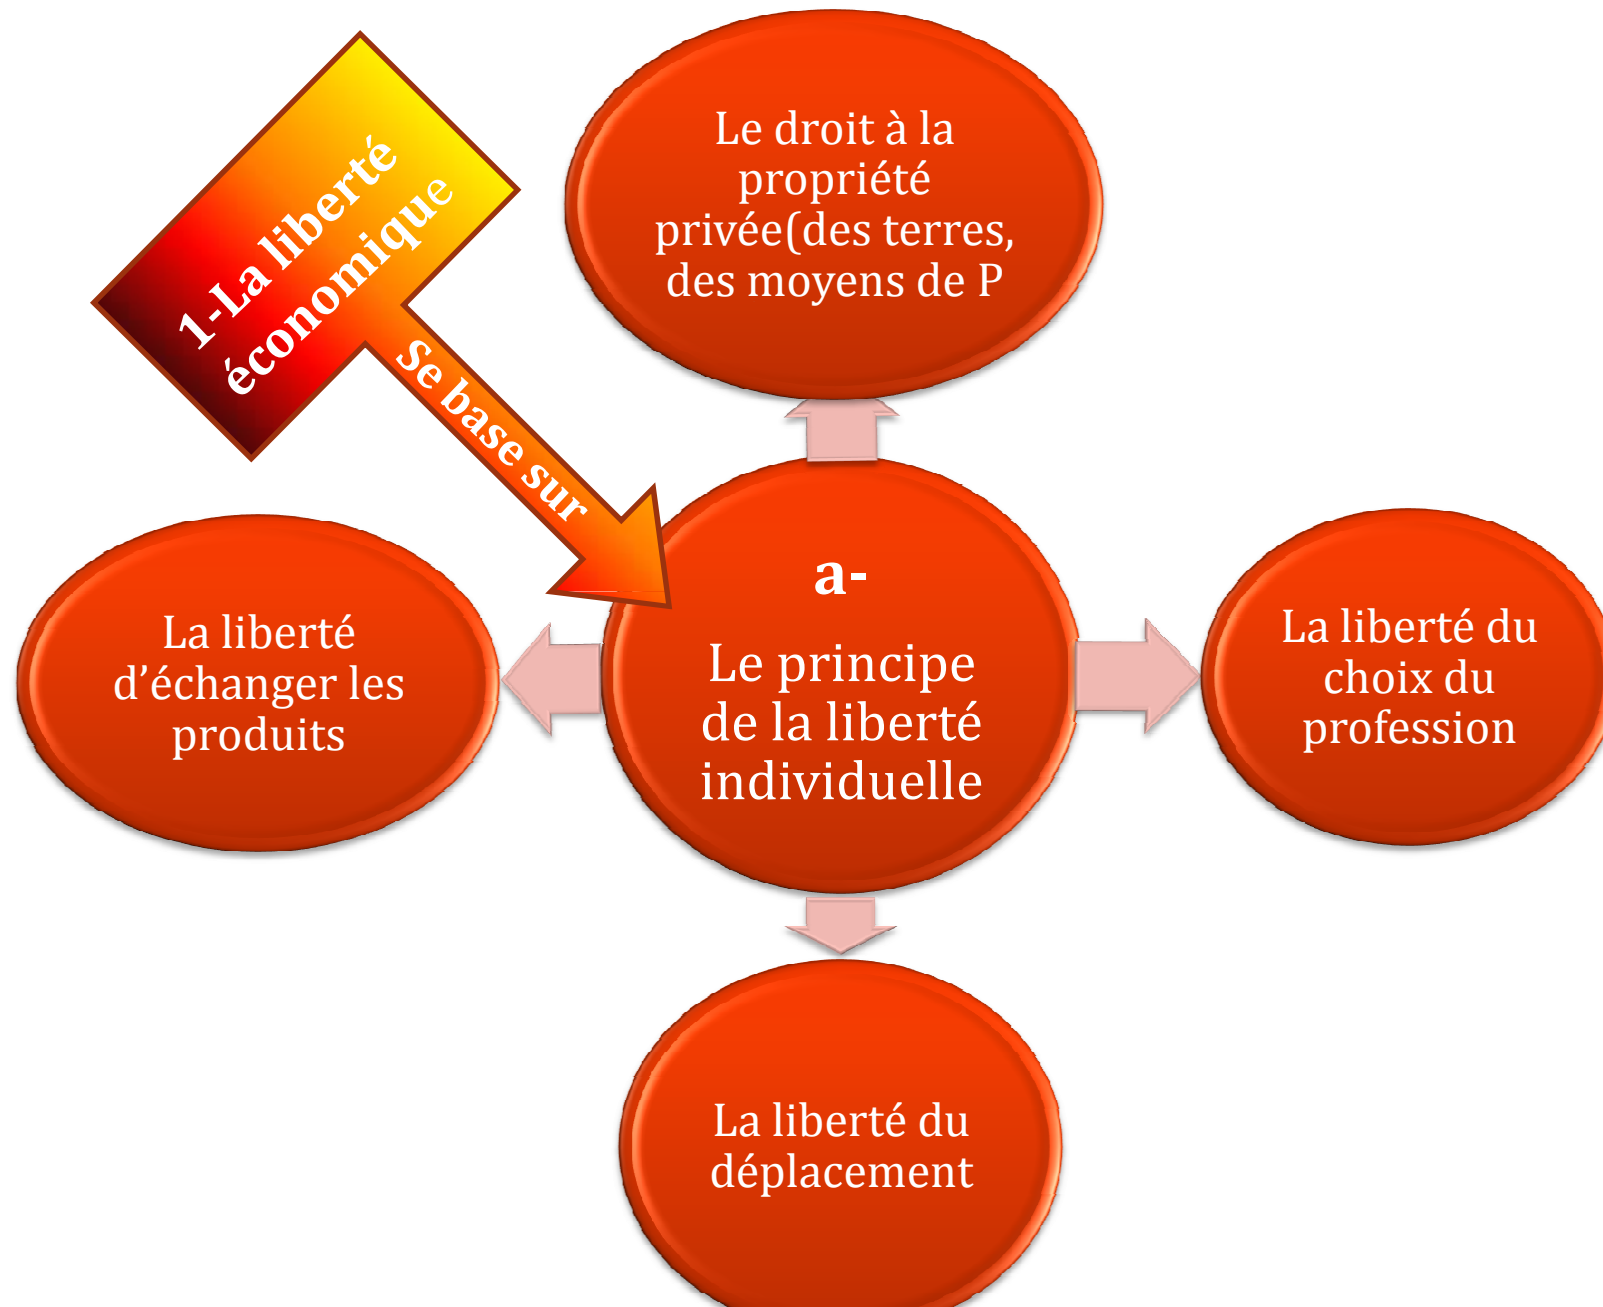 1-La liberté
économique
Se base sur
Le droit à la
propriété
privée(des terres,
des moyens de P
a-
Le principe
de la liberté
individuelle
La liberté
d’échanger les
produits
La liberté du
choix du
profession
La liberté du
déplacement